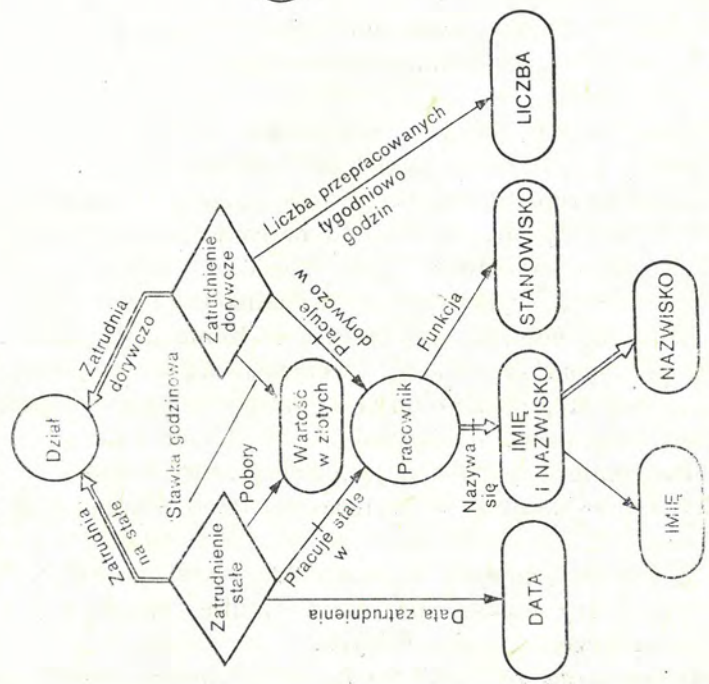 Dział
Zatrudnia
na stałe
Zatrudnia
dorywczo
Stawka godzinowa
Zatrudnienie
stałe
Pobory
Zatrudnienie
dorywcze
Wartość
w złotych
Pracuje stałe
w
Pracuje
dorywczo w
Liczba przepracowanych
tygodniowo
godzin
Data zatrudnienia
Pracownik
Nazywa
się
Funkcja
DATA
IMIĘ
I NAZWISKO
STANOWISKO
LICZBA
IMIĘ
NAZWISKO